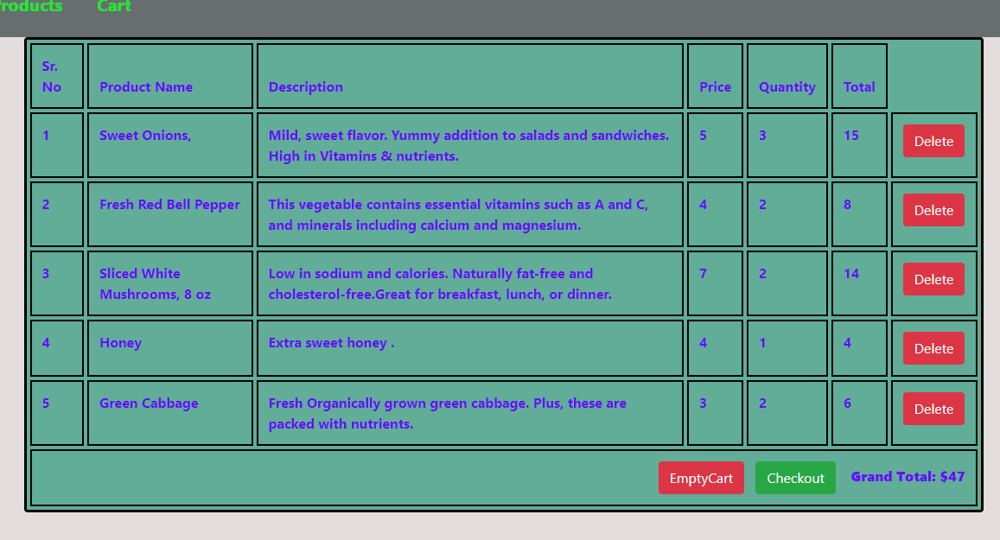 Products Cart
Sr.
No Product Name Description Price Quantity Total
1 Sweet Onions, Mild, sweet flavor. Yummy addition to salads and sandwiches. 5 3 15 Delete
High in Vitamins & nutrients.
2 Fresh Red Bell Pepper This vegetable contains essential vitamins such as A and C, 4 2 8 Delete
and minerals including calcium and magnesium.
3 Sliced White Low in sodium and calories. Naturally fat-free and 7 2 14 Delete
Mushrooms, 8 oz cholesterol-free.Great for breakfast, lunch, or dinner.
4 Honey Extra sweet honey . 4 1 4 Delete
5 Green Cabbage Fresh Organically grown green cabbage. Plus, these are 3 2 6 Delete
packed with nutrients.
EmptyCart Checkout Grand Total: $47